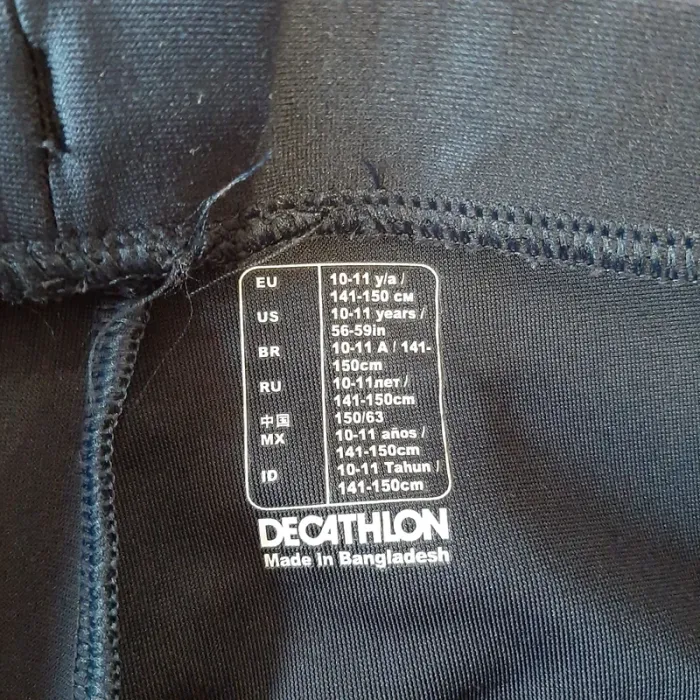 EU 10-11 y/a /
141-150 см
US 10-11 years /
56-59in
BR 10-11 A / 141-
150cm
RU 10-11лет /
141-150cm
中国 150/63
MX 10-11 años /
141-150cm
ID 10-11 Tahun /
141-150cm
DECATHLON
Made in Bangladesh